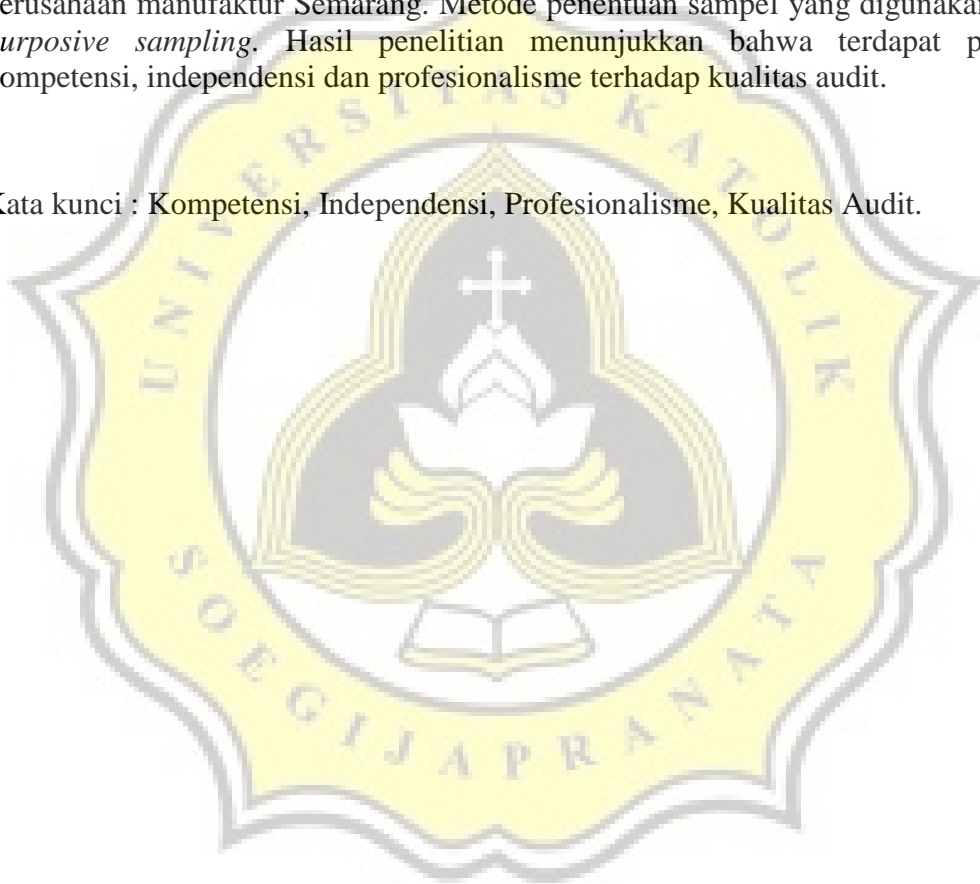 erusahaan manufaktur Semarang. Metode penentuan sampel yang digunakan
urposive sampling. Hasil penelitian menunjukkan bahwa terdapat p
ompetensi, independensi dan profesionalisme terhadap kualitas audit.
Kata kunci : Kompetensi, Independensi, Profesionalisme, Kualitas Audit.
UNIVERSITAS KATOLIK
SOEGIJAPRANATA